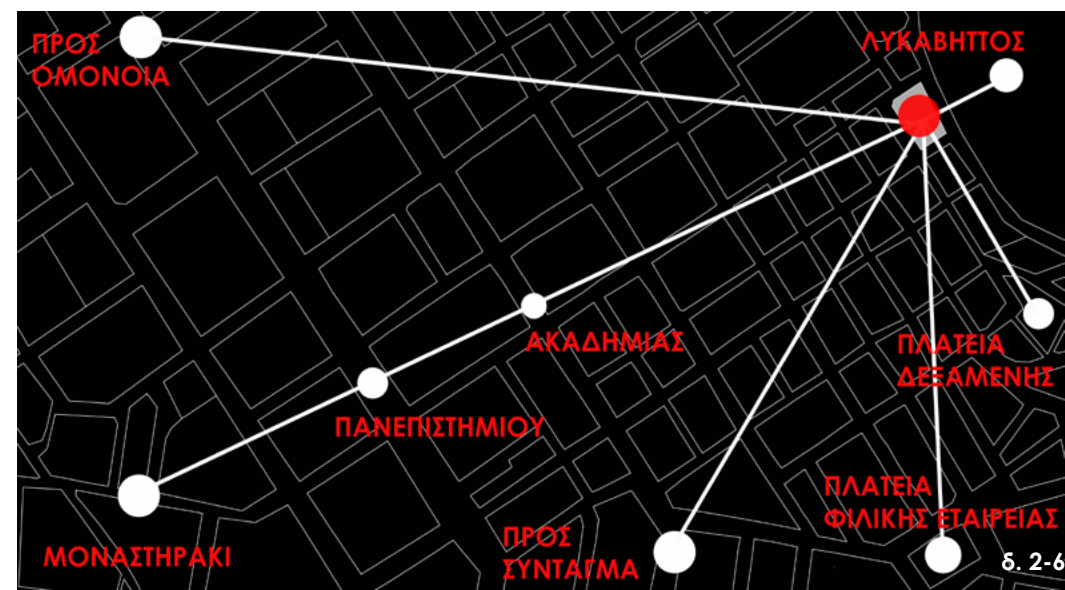 ΠΡΟΣ
ΟΜΟΝΟΙΑ
ΛΥΚΑΒΗΤΤΟΣ
ΑΚΑΔΗΜΙΑΣ
ΠΛΑΤΕΙΑ
ΔΕΞΑΜΕΝΗΣ
ΠΑΝΕΠΙΣΤΗΜΙΟΥ
ΠΛΑΤΕΙΑ
ΦΙΛΙΚΗΣ ΕΤΑΙΡΕΙΑΣ
ΜΟΝΑΣΤΗΡΑΚΙ
ΠΡΟΣ
ΣΥΝΤΑΓΜΑ
δ. 2-6